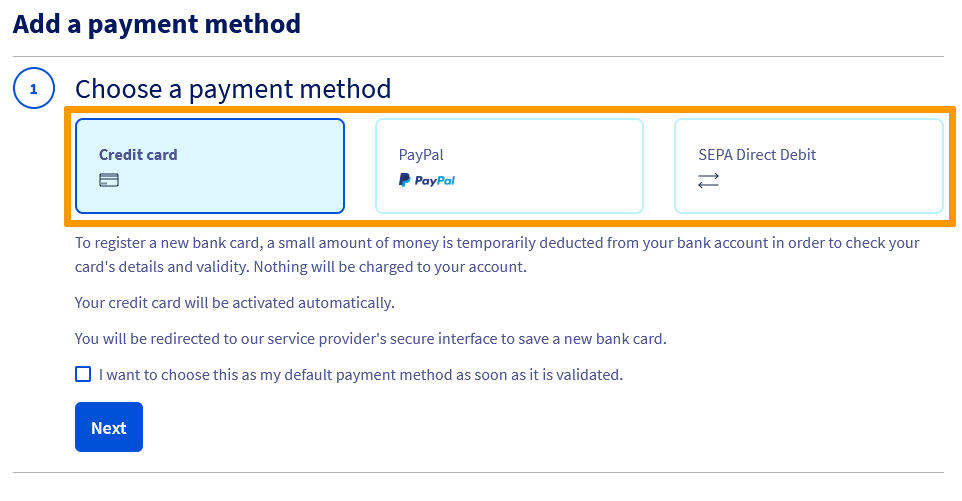 Add a payment method
1
Choose a payment method
Credit card
PayPal
SEPA Direct Debit
PayPal
To register a new bank card, a small amount of money is temporarily deducted from your bank account in order to check your
card's details and validity. Nothing will be charged to your account.
Your credit card will be activated automatically.
You will be redirected to our service provider's secure interface to save a new bank card.
I want to choose this as my default payment method as soon as it is validated.
Next